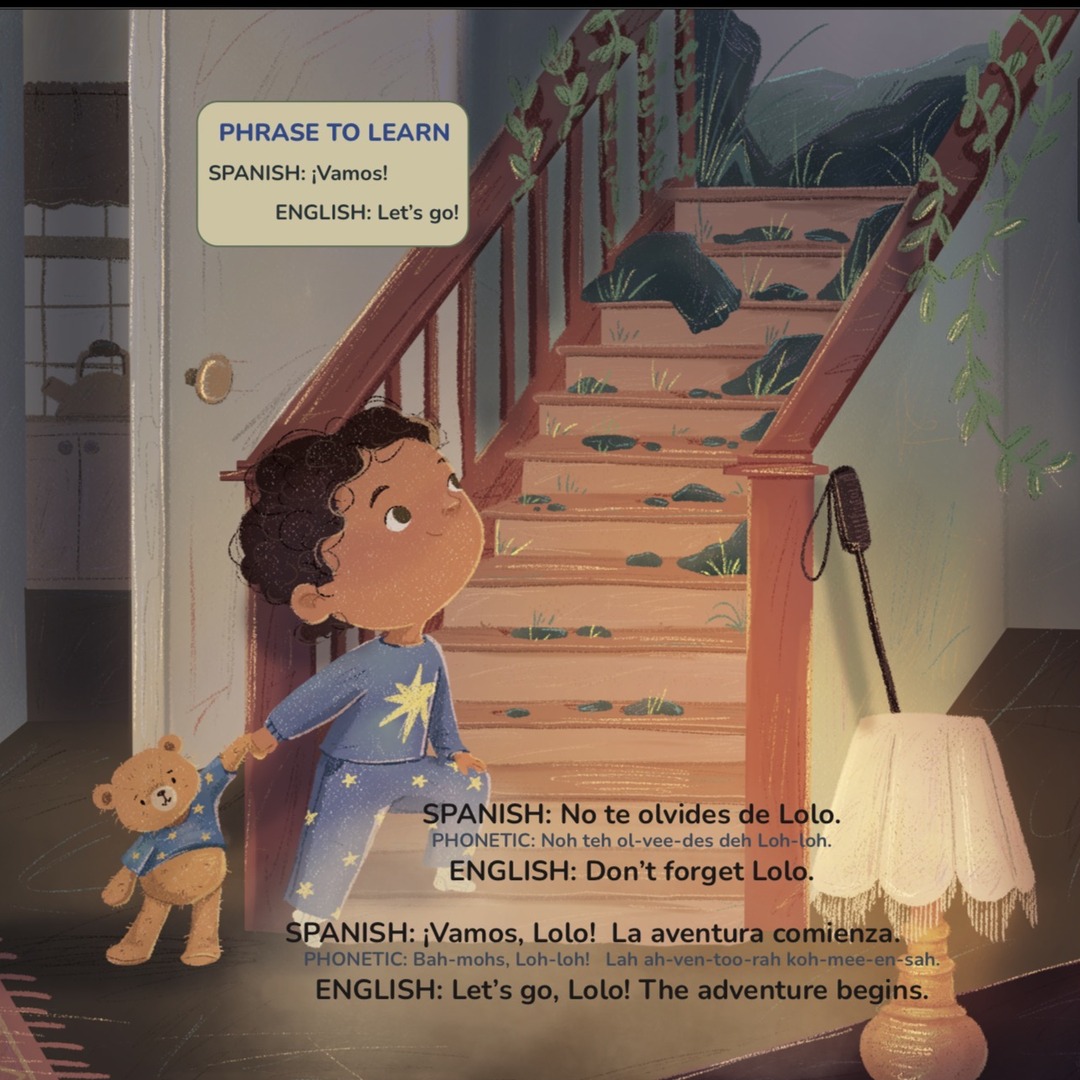 PHRASE TO LEARN
SPANISH: ¡Vamos!
ENGLISH: Let’s go!
SPANISH: No te olvides de Lolo.
PHONETIC: Noh teh ol-vee-des deh Loh-loh.
ENGLISH: Don’t forget Lolo.
SPANISH: ¡Vamos, Lolo! La aventura comienza.
PHONETIC: Bah-mohs, Loh-loh! Lah ah-ven-too-rah koh-mee-en-sah.
ENGLISH: Let’s go, Lolo! The adventure begins.